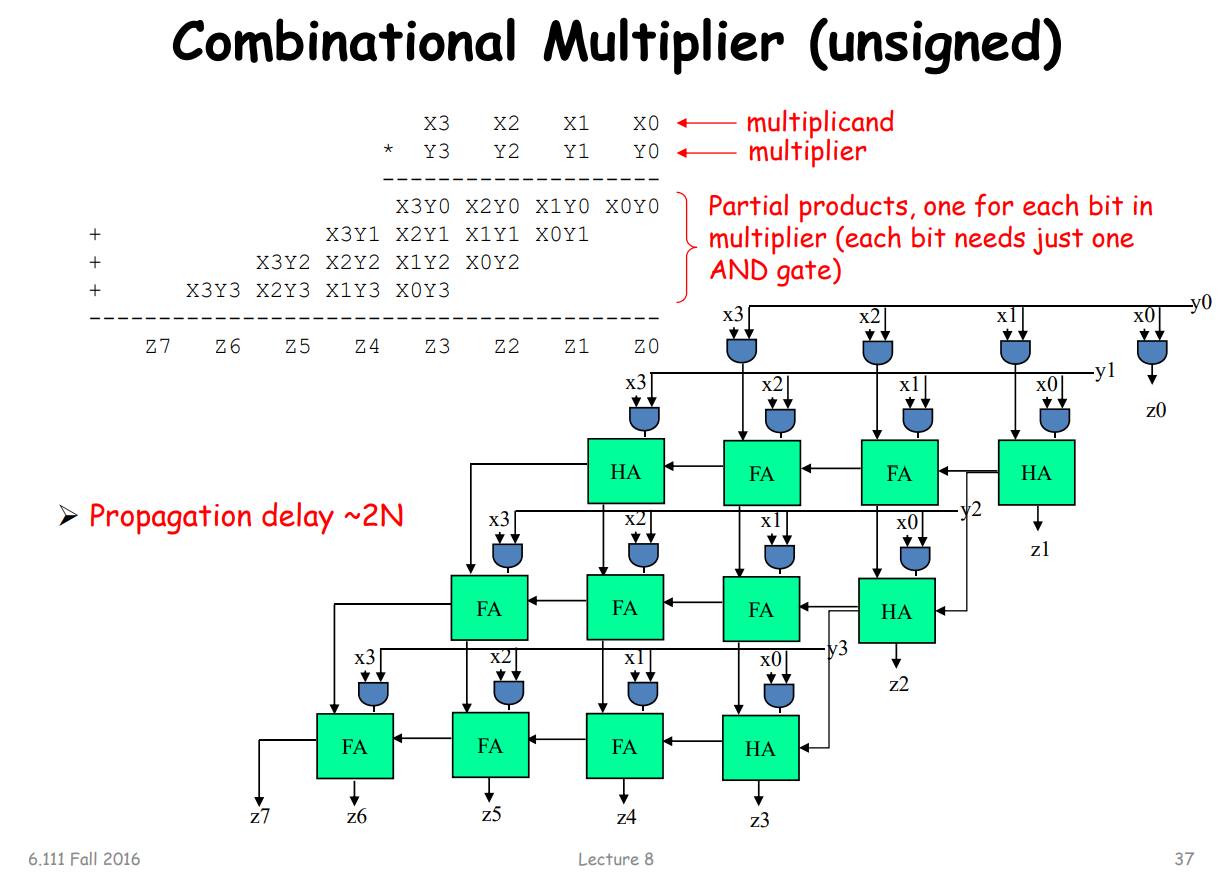 Combinational Multiplier (unsigned)
X3 X2 X1 X0 multiplicand
* Y3 Y2 Y1 Y0 multiplier
--------------------
X3Y0 X2Y0 X1Y0 X0Y0
+ X3Y1 X2Y1 X1Y1 X0Y1
+ X3Y2 X2Y2 X1Y2 X0Y2
+ X3Y3 X2Y3 X1Y3 X0Y3
-----------------------------------------
Z7 Z6 Z5 Z4 Z3 Z2 Z1 Z0
Partial products, one for each bit in
multiplier (each bit needs just one
AND gate)
x3 x2 x1 x0 y0
x3 x2 x1 x0 y1
z0
HA FA FA HA
➢ Propagation delay ~2N
x3 x2 x1 x0 y2
z1
FA FA FA HA
x3 x2 x1 x0 y3
z2
FA FA FA HA
z7 z6 z5 z4 z3
6.111 Fall 2016 Lecture 8 37